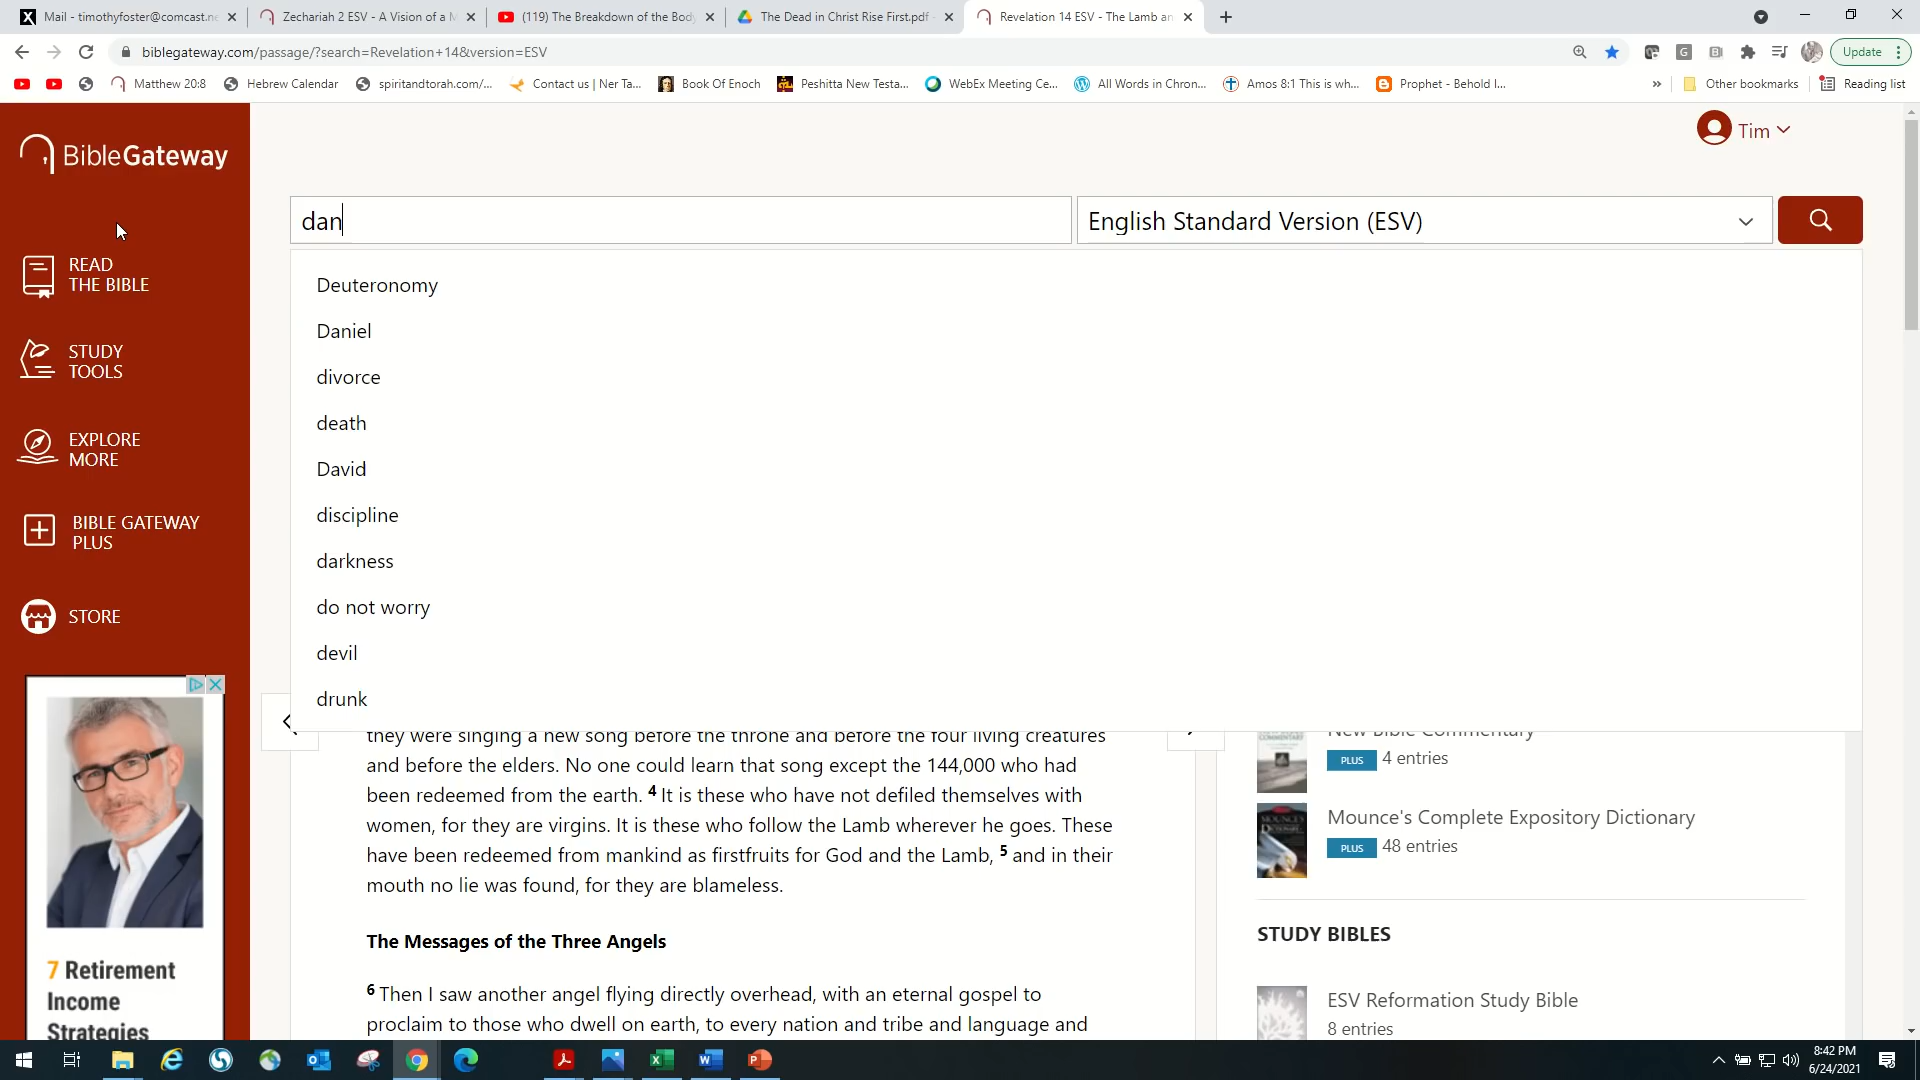 Mail - timothyfoster@comcast.ne
Zechariah 2 ESV - A Vision of a M
(119) The Breakdown of the Body
The Dead in Christ Rise First.pdf -
Revelation 14 ESV - The Lamb an
biblegateway.com/passage/?search=Revelation+14&version=ESV
Update
Matthew 20:8
Hebrew Calendar
spiritandtorah.com/...
Contact us | Ner Ta...
Book Of Enoch
Peshitta New Testa...
WebEx Meeting Ce...
All Words in Chron...
Amos 8:1 This is wh...
Prophet - Behold I...
»
Other bookmarks
Reading list
BibleGateway
Tim
dan
English Standard Version (ESV)
READ
THE BIBLE
STUDY
TOOLS
EXPLORE
MORE
BIBLE GATEWAY
PLUS
STORE
Deuteronomy
Daniel
divorce
death
David
discipline
darkness
do not worry
devil
drunk
they were singing a new song before the throne and before the four living creatures
and before the elders. No one could learn that song except the 144,000 who had
been redeemed from the earth. 4 It is these who have not defiled themselves with
women, for they are virgins. It is these who follow the Lamb wherever he goes. These
have been redeemed from mankind as firstfruits for God and the Lamb, 5 and in their
mouth no lie was found, for they are blameless.
The Messages of the Three Angels
6 Then I saw another angel flying directly overhead, with an eternal gospel to
proclaim to those who dwell on earth, to every nation and tribe and language and
New Bible Commentary
PLUS 4 entries
Mounce's Complete Expository Dictionary
PLUS 48 entries
STUDY BIBLES
ESV Reformation Study Bible
8 entries
7 Retirement
Income
Strategies
8:42 PM
6/24/2021